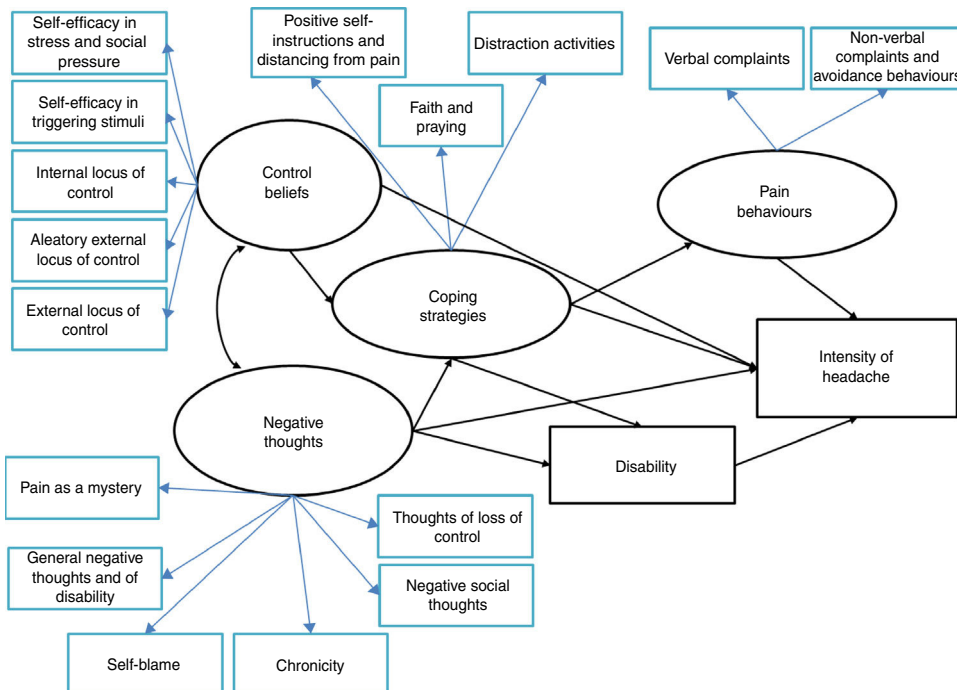 Self-efficacy in
stress and social
pressure
Positive self-
instructions and
distancing from pain
Distraction activities
Verbal complaints
Non-verbal
complaints and
avoidance behaviours
Self-efficacy in
triggering stimuli
Faith and
praying
Internal locus of
control
Control
beliefs
Pain
behaviours
Aleatory external
locus of control
External locus of
control
Coping
strategies
Intensity of
headache
Negative
thoughts
Disability
Pain as a mystery
Thoughts of loss of
control
General negative
thoughts and of
disability
Negative social
thoughts
Self-blame
Chronicity